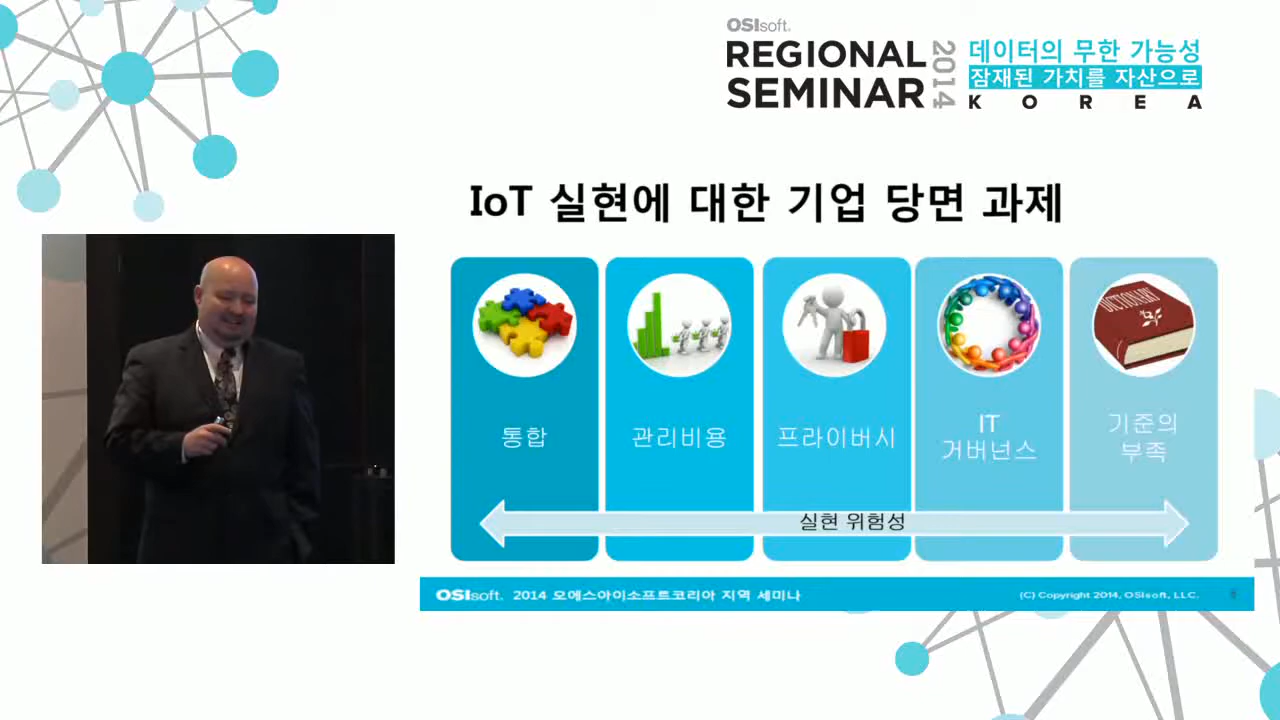 OSIsoft.
REGIONAL
SEMINAR
2014
데이터의 무한 가능성
잠재된 가치를 자산으로
KOREA
IoT 실현에 대한 기업 당면 과제
통합
관리비용
프라이버시
IT
거버넌스
DICTIONARY
기준의
부족
실현 위험성
OSIsoft. 2014 오에스아이소프트코리아 지역 세미나
(C) Copyright 2014, OSIsoft, LLC.